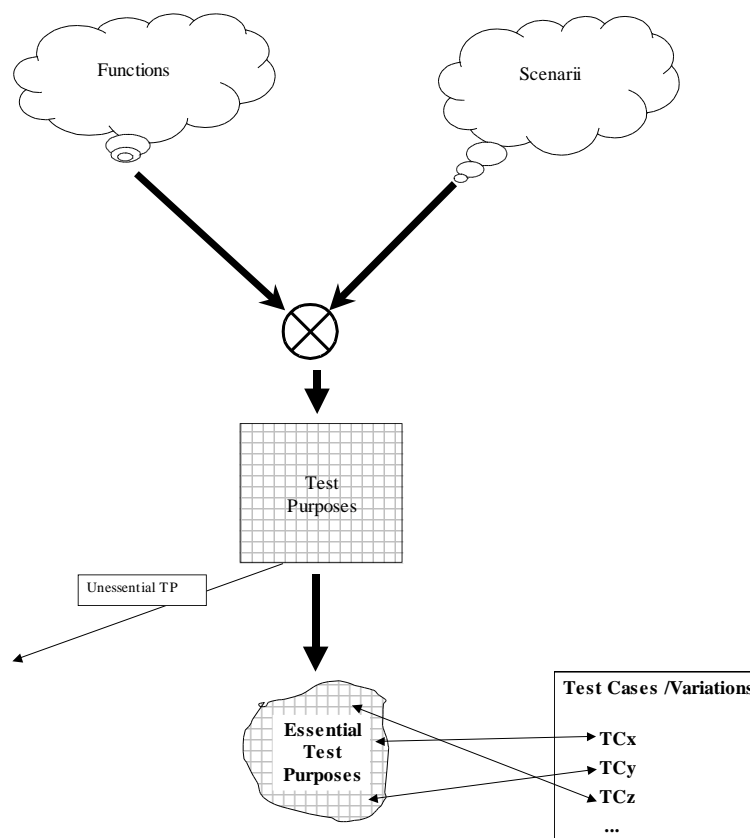 Functions
Scenarii
Test
Purposes
Unessential TP
Essential
Test
Purposes
Test Cases /Variations
TCx
TCy
TCz
...